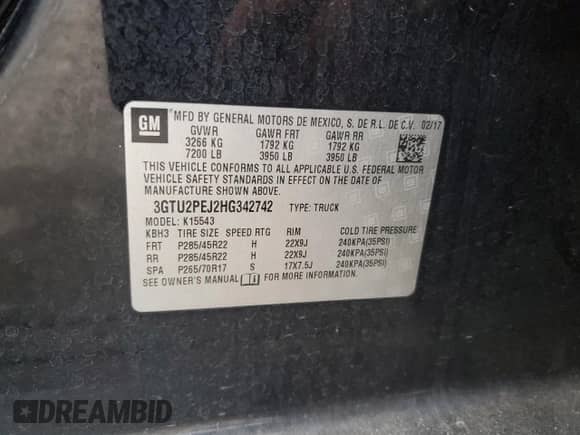 GM
MFD BY GENERAL MOTORS DE MEXICO, S. DE R.L. DE C.V. 02/17
GVWR GAWR FRT GAWR RR
3266 KG 1792 KG 1792 KG
7200 LB 3950 LB 3950 LB
THIS VEHICLE CONFORMS TO ALL APPLICABLE U.S. FEDERAL MOTOR
VEHICLE SAFETY STANDARDS IN EFFECT ON THE DATE OF
MANUFACTURE SHOWN ABOVE.
3GTU2PEJ2HG342742 TYPE: TRUCK
MODEL: K15543
KBH3 TIRE SIZE SPEED RTG RIM COLD TIRE PRESSURE
FRT P285/45R22 H 22X9J 240KPA(35PSI)
RR P285/45R22 H 22X9J 240KPA(35PSI)
SPA P265/70R17 S 17X7.5J 240KPA(35PSI)
SEE OWNER'S MANUAL FOR MORE INFORMATION.
DREAMBID